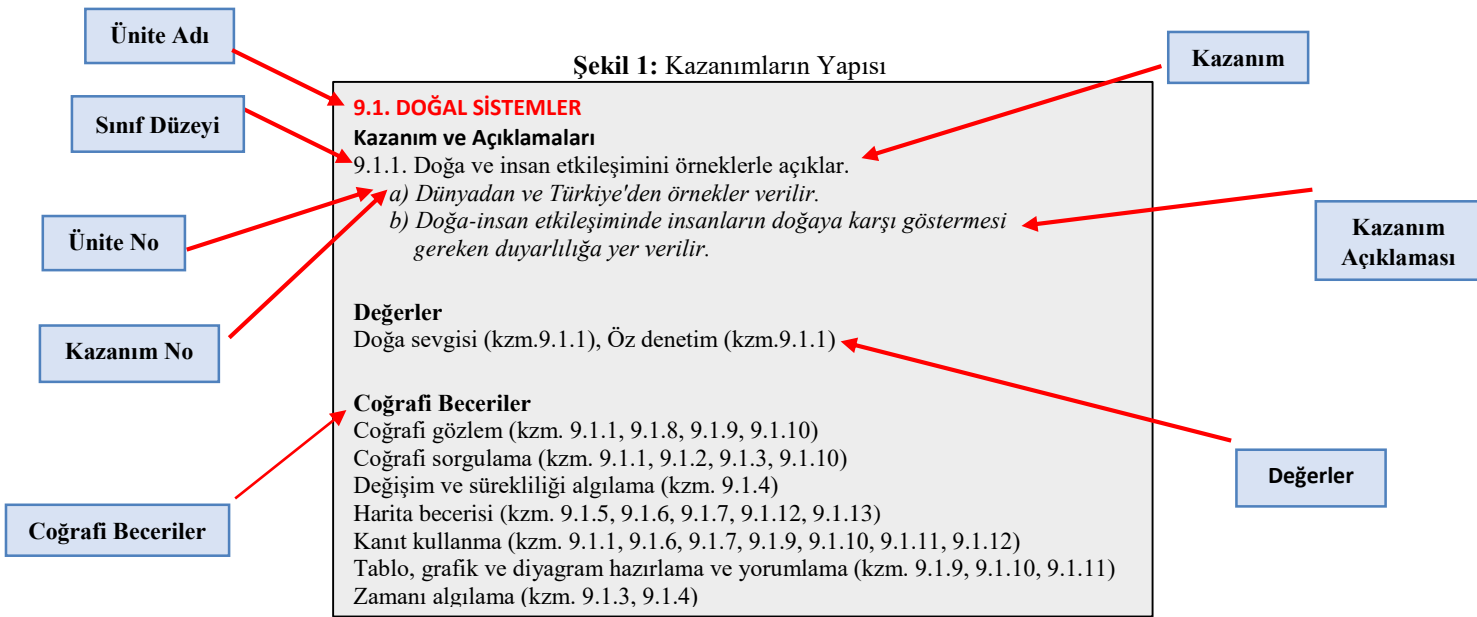 Ünite Adı
Şekil 1: Kazanımların Yapısı
Kazanım
9.1. DOĞAL SİSTEMLER
Sınıf Düzeyi
Kazanım ve Açıklamaları
9.1.1. Doğa ve insan etkileşimini örneklerle açıklar.
a) Dünyadan ve Türkiye'den örnekler verilir.
b) Doğa-insan etkileşiminde insanların doğaya karşı göstermesi
gereken duyarlılığa yer verilir.
Ünite No
Kazanım
Açıklaması
Değerler
Doğa sevgisi (kzm.9.1.1), Öz denetim (kzm.9.1.1)
Kazanım No
Coğrafi Beceriler
Coğrafi gözlem (kzm. 9.1.1, 9.1.8, 9.1.9, 9.1.10)
Coğrafi sorgulama (kzm. 9.1.1, 9.1.2, 9.1.3, 9.1.10)
Değişim ve sürekliliği algılama (kzm. 9.1.4)
Harita becerisi (kzm. 9.1.5, 9.1.6, 9.1.7, 9.1.12, 9.1.13)
Kanıt kullanma (kzm. 9.1.1, 9.1.6, 9.1.7, 9.1.9, 9.1.10, 9.1.11, 9.1.12)
Tablo, grafik ve diyagram hazırlama ve yorumlama (kzm. 9.1.9, 9.1.10, 9.1.11)
Zamanı algılama (kzm. 9.1.3, 9.1.4)
Değerler
Coğrafi Beceriler